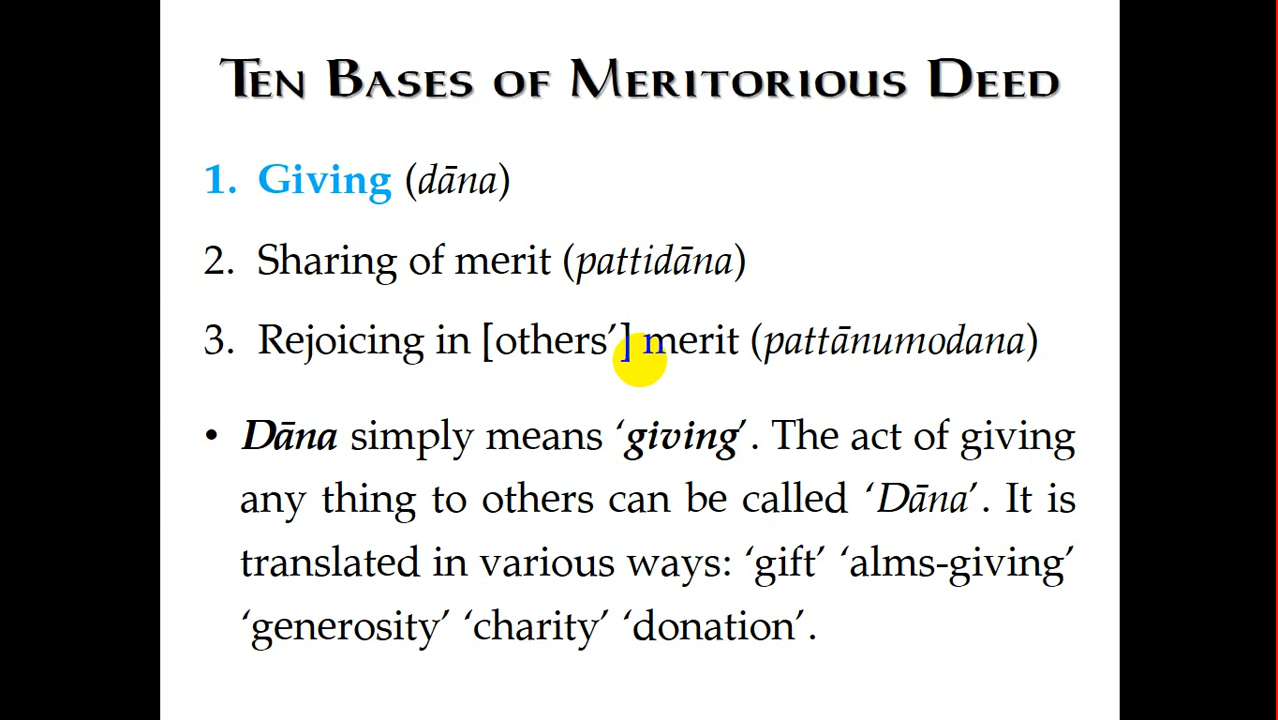 Ten Bases of Meritorious Deed
1. Giving (dāna)
2. Sharing of merit (pattidāna)
3. Rejoicing in [others’] merit (pattānumodana)
• Dāna simply means ‘giving’. The act of giving
any thing to others can be called ‘Dāna’. It is
translated in various ways: ‘gift’ ‘alms-giving’
‘generosity’ ‘charity’ ‘donation’.